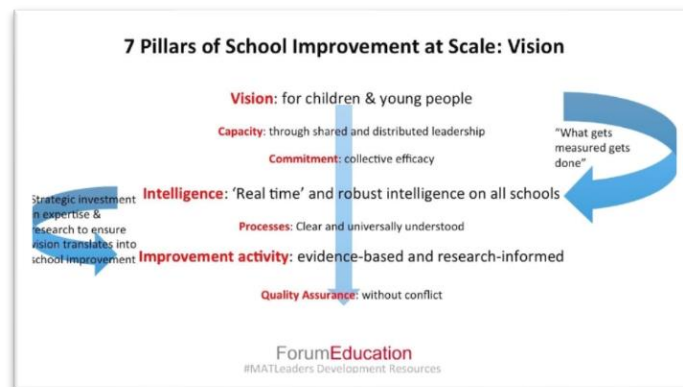 7 Pillars of School Improvement at Scale: Vision
Vision: for children & young people
Capacity: through shared and distributed leadership
Commitment: collective efficacy
"What gets
measured gets
done"
Intelligence: 'Real time' and robust intelligence on all schools
Strategic investment
in expertise &
research to ensure
vision translates into
school improvement
Processes: Clear and universally understood
Improvement activity: evidence-based and research-informed
Quality Assurance: without conflict
ForumEducation
#MATLeaders Development Resources